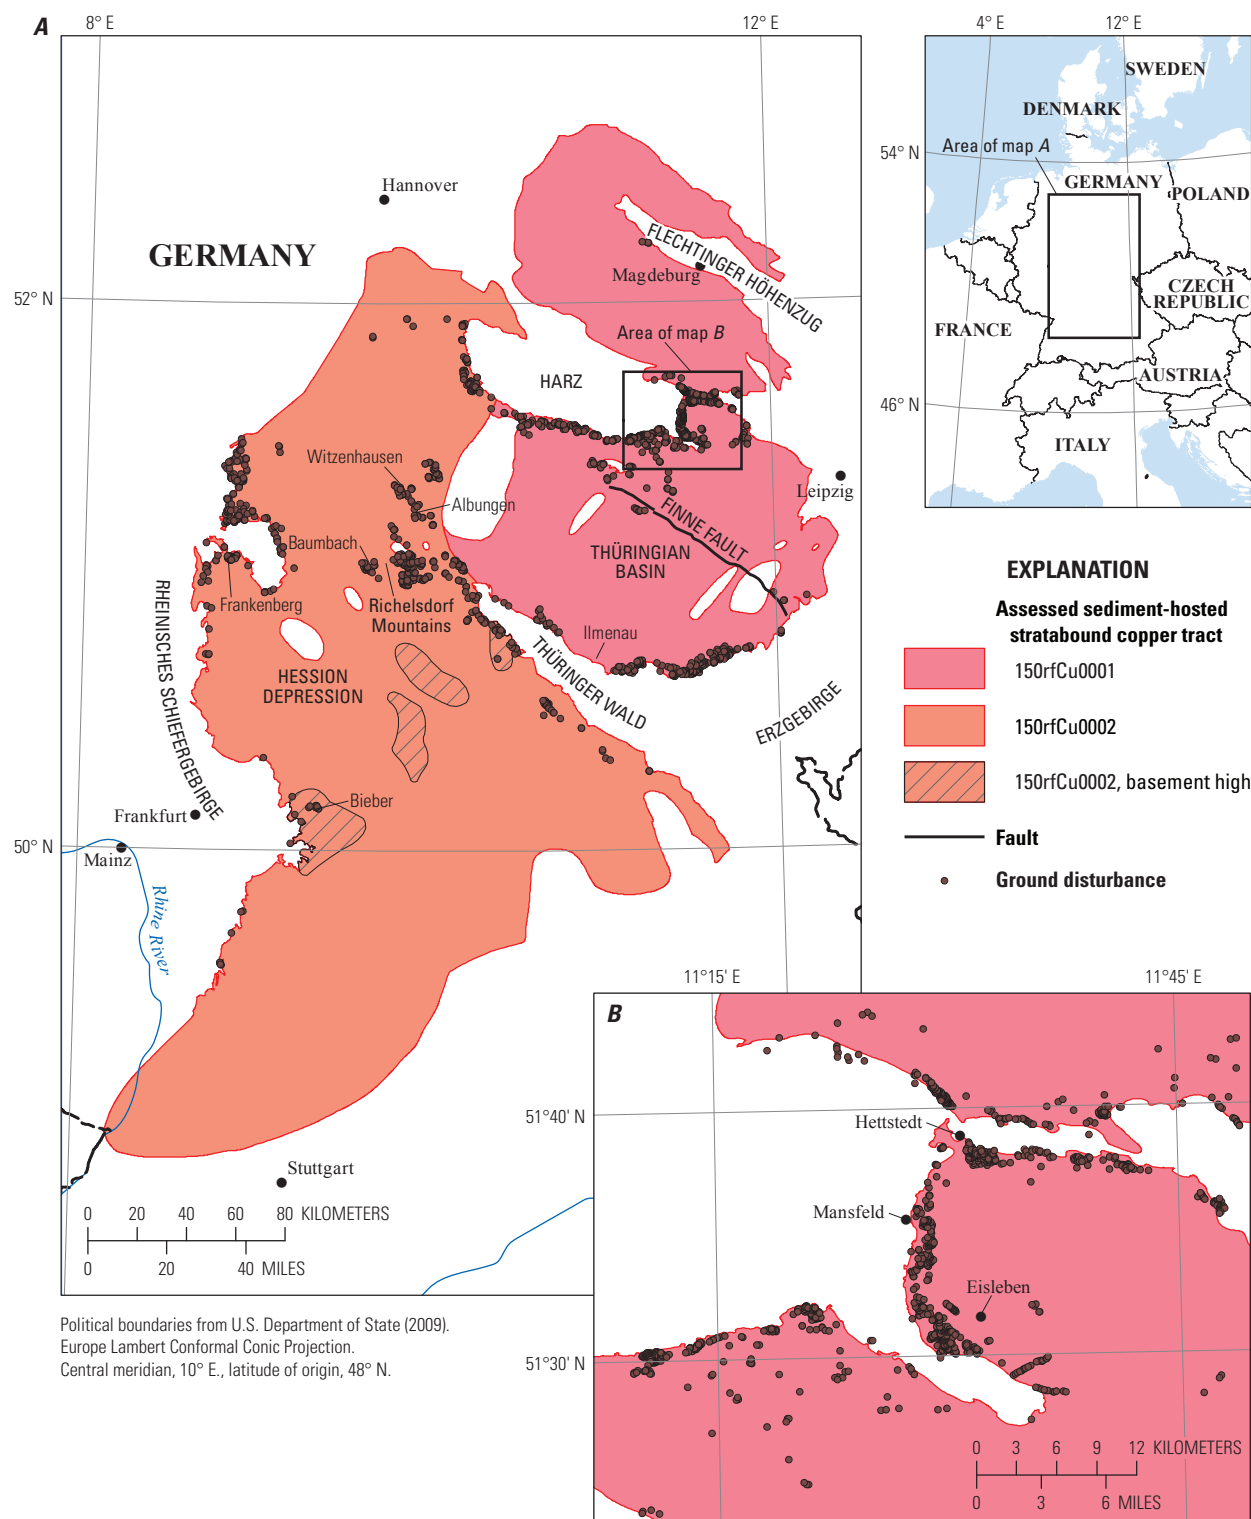 A
8° E
12° E
Hannover
GERMANY
FLECHTINGER HÖHENZUG
Magdeburg
52° N
Area of map B
HARZ
Witzenhausen
Albungen
Leipzig
FINNE FAULT
THÜRINGIAN
BASIN
Baumbach
Frankenberg
Richelsdorf
Mountains
Ilmenau
RHEINISCHES SCHIEFERGEBIRGE
HESSION
DEPRESSION
THÜRINGER WALD
ERZGEBIRGE
Bieber
Frankfurt
50° N
Mainz
Rhine River
Stuttgart
0 20 40 60 80 KILOMETERS
0 20 40 MILES
Political boundaries from U.S. Department of State (2009).
Europe Lambert Conformal Conic Projection.
Central meridian, 10° E., latitude of origin, 48° N.
4° E
12° E
SWEDEN
DENMARK
54° N
Area of map A
GERMANY
POLAND
CZECH
REPUBLIC
FRANCE
AUSTRIA
46° N
ITALY
EXPLANATION
Assessed sediment-hosted
stratabound copper tract
150rfCu0001
150rfCu0002
150rfCu0002, basement high
Fault
Ground disturbance
11°15' E
11°45' E
B
51°40' N
Hettstedt
Mansfeld
Eisleben
51°30' N
0 3 6 9 12 KILOMETERS
0 3 6 MILES